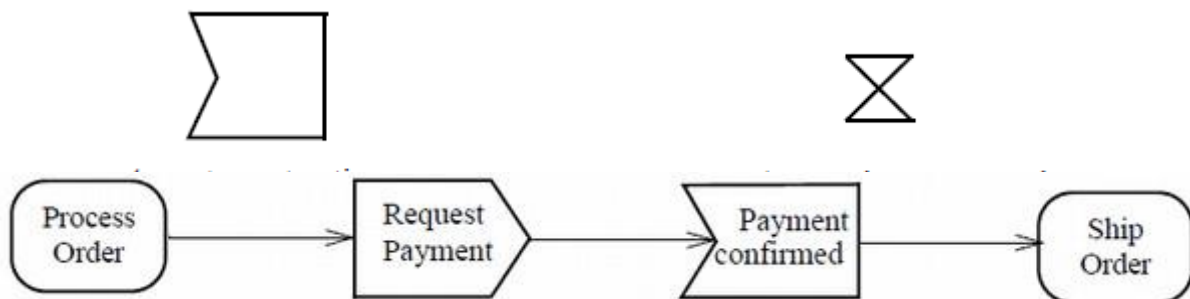 Process
Order
Request
Payment
Payment
confirmed
Ship
Order